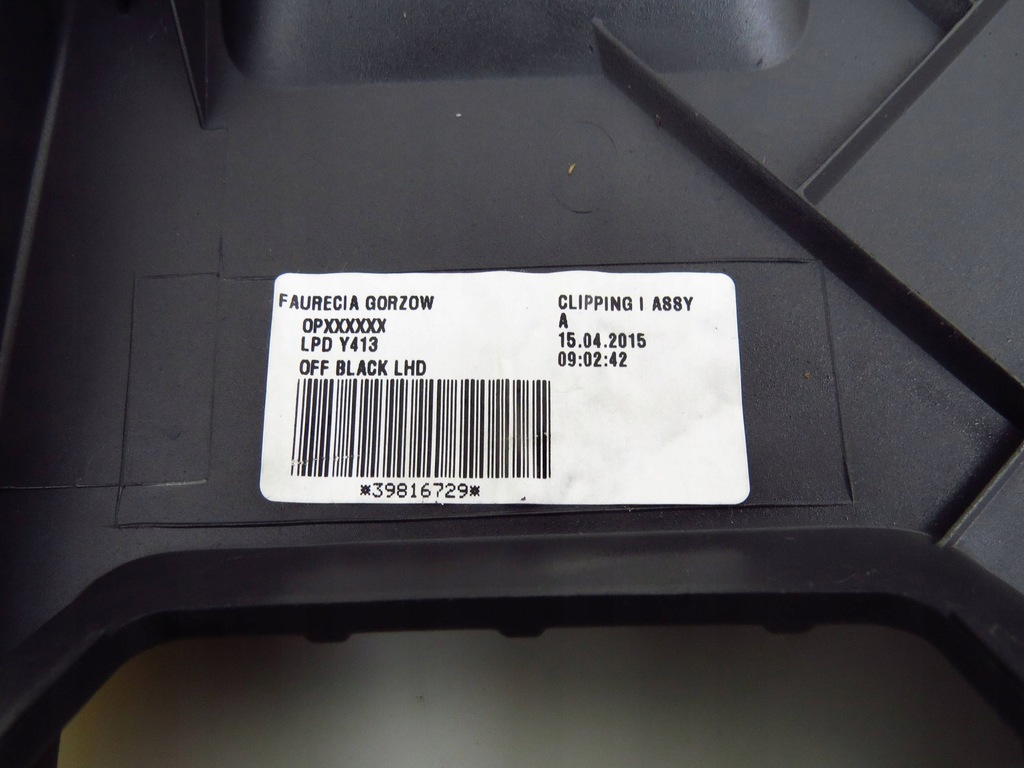 FAURECIA GORZOW
OPXXXXXX
LPD Y413
OFF BLACK LHD
*39816729*
CLIPPING I ASSY
A
15.04.2015
09:02:42